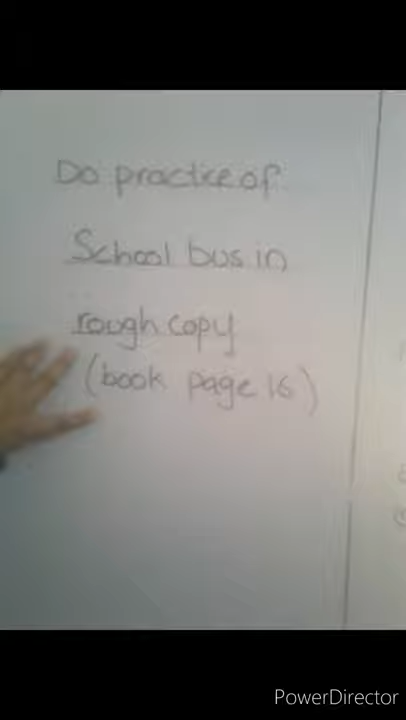 Do practice of
School bus in
rough copy
(book page 16)
PowerDirector